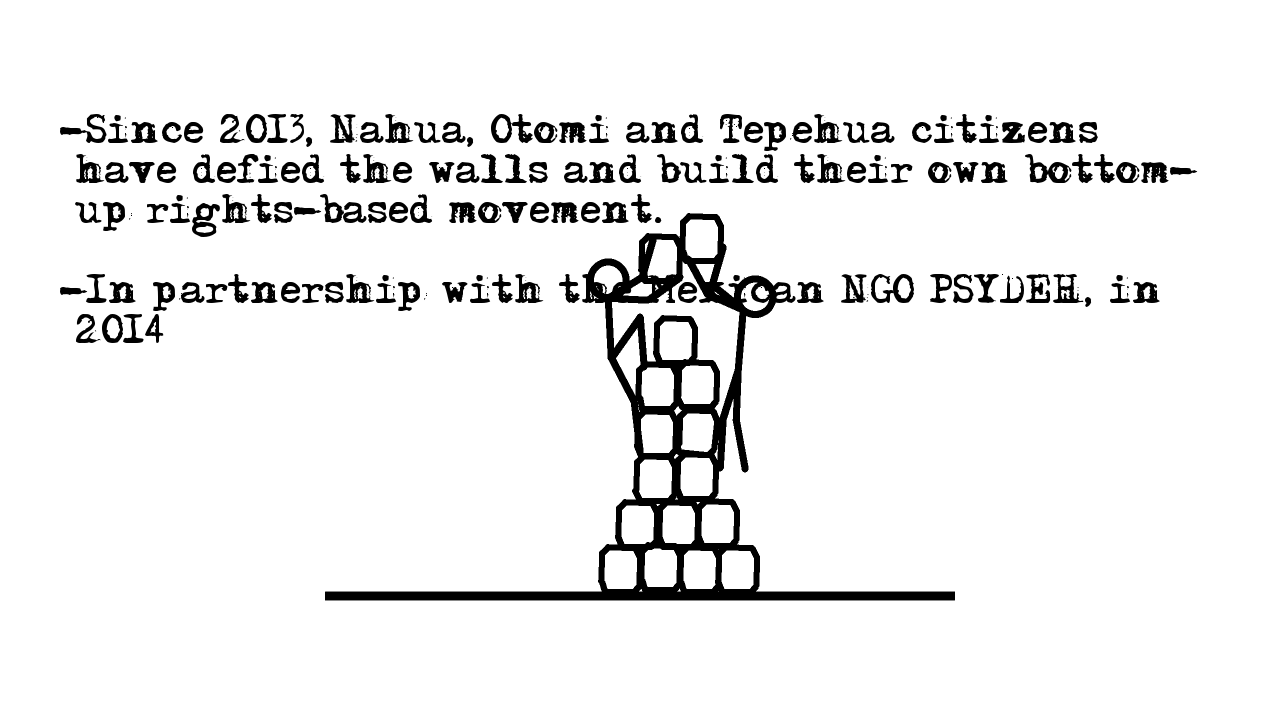 -Since 2013, Nahua, Otomi and Tepehua citizens
have defied the walls and build their own bottom-
up rights-based movement.
-In partnership with the Mexican NGO PSYDEH, in
2014